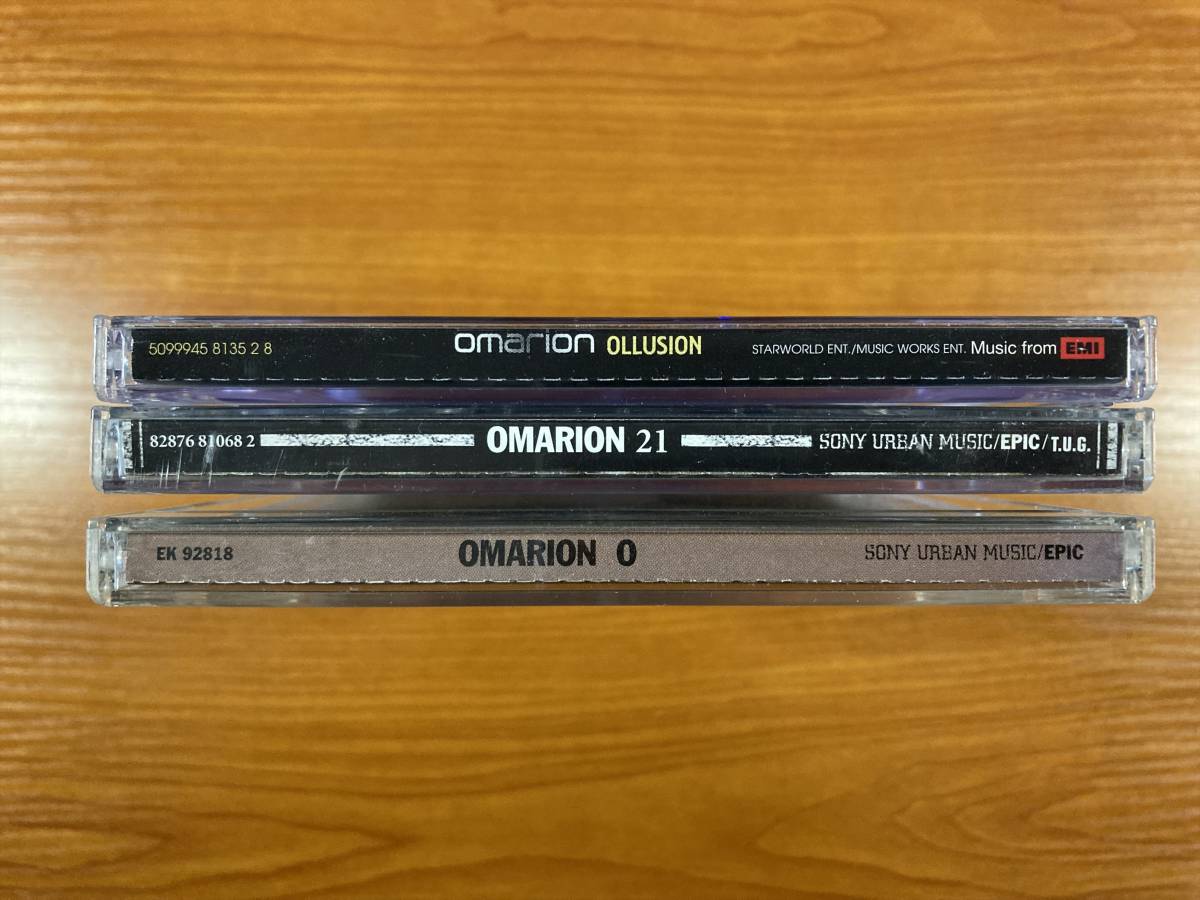 5099945 8135 2 8 omarion OLLUSION STARWORLD ENT./MUSIC WORKS ENT. Music from EMI
82876 81068 2 OMARION 21 SONY URBAN MUSIC/EPIC/T.U.G.
EK 92818 OMARION O SONY URBAN MUSIC/EPIC